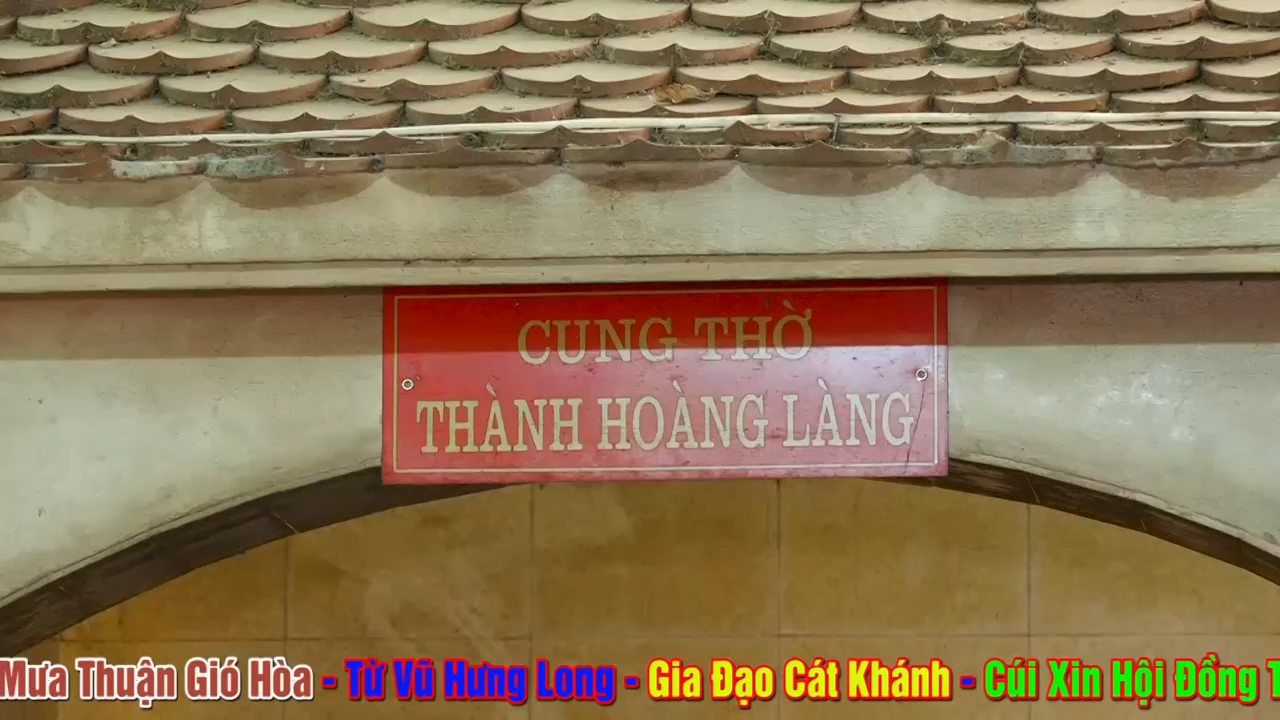 CUNG THỜ
THÀNH HOÀNG LÀNG
Mưa Thuận Gió Hòa - Từ Vũ Hưng Long - Gia Đạo Cát Khánh - Cúi Xin Hội Đồng